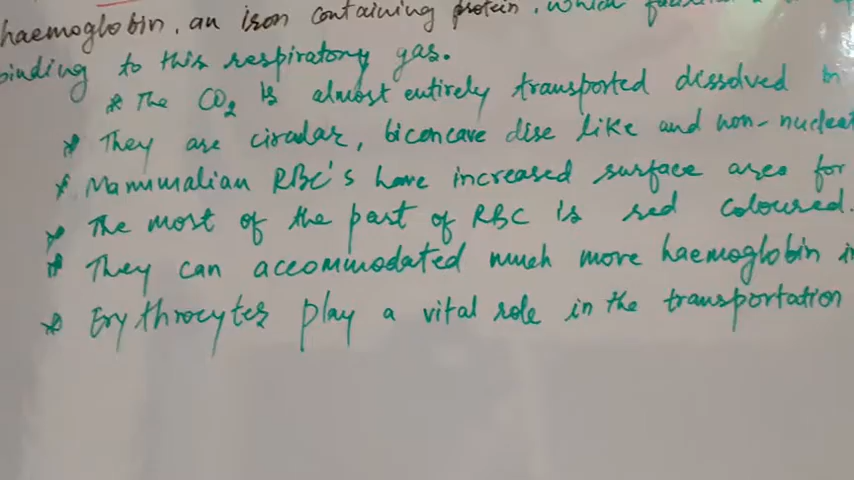 haemoglobin, an iron containing protein, which
binding to this respiratory gas.
* The CO2 is almost entirely transported dissolved in
* They are circular, biconcave disc like and non-nucleat
* Mammalian RBC's have increased surface area for
* The most of the part of RBC is red coloured.
* They can accommodated much more haemoglobin in
* Erythrocytes play a vital role in the transportation